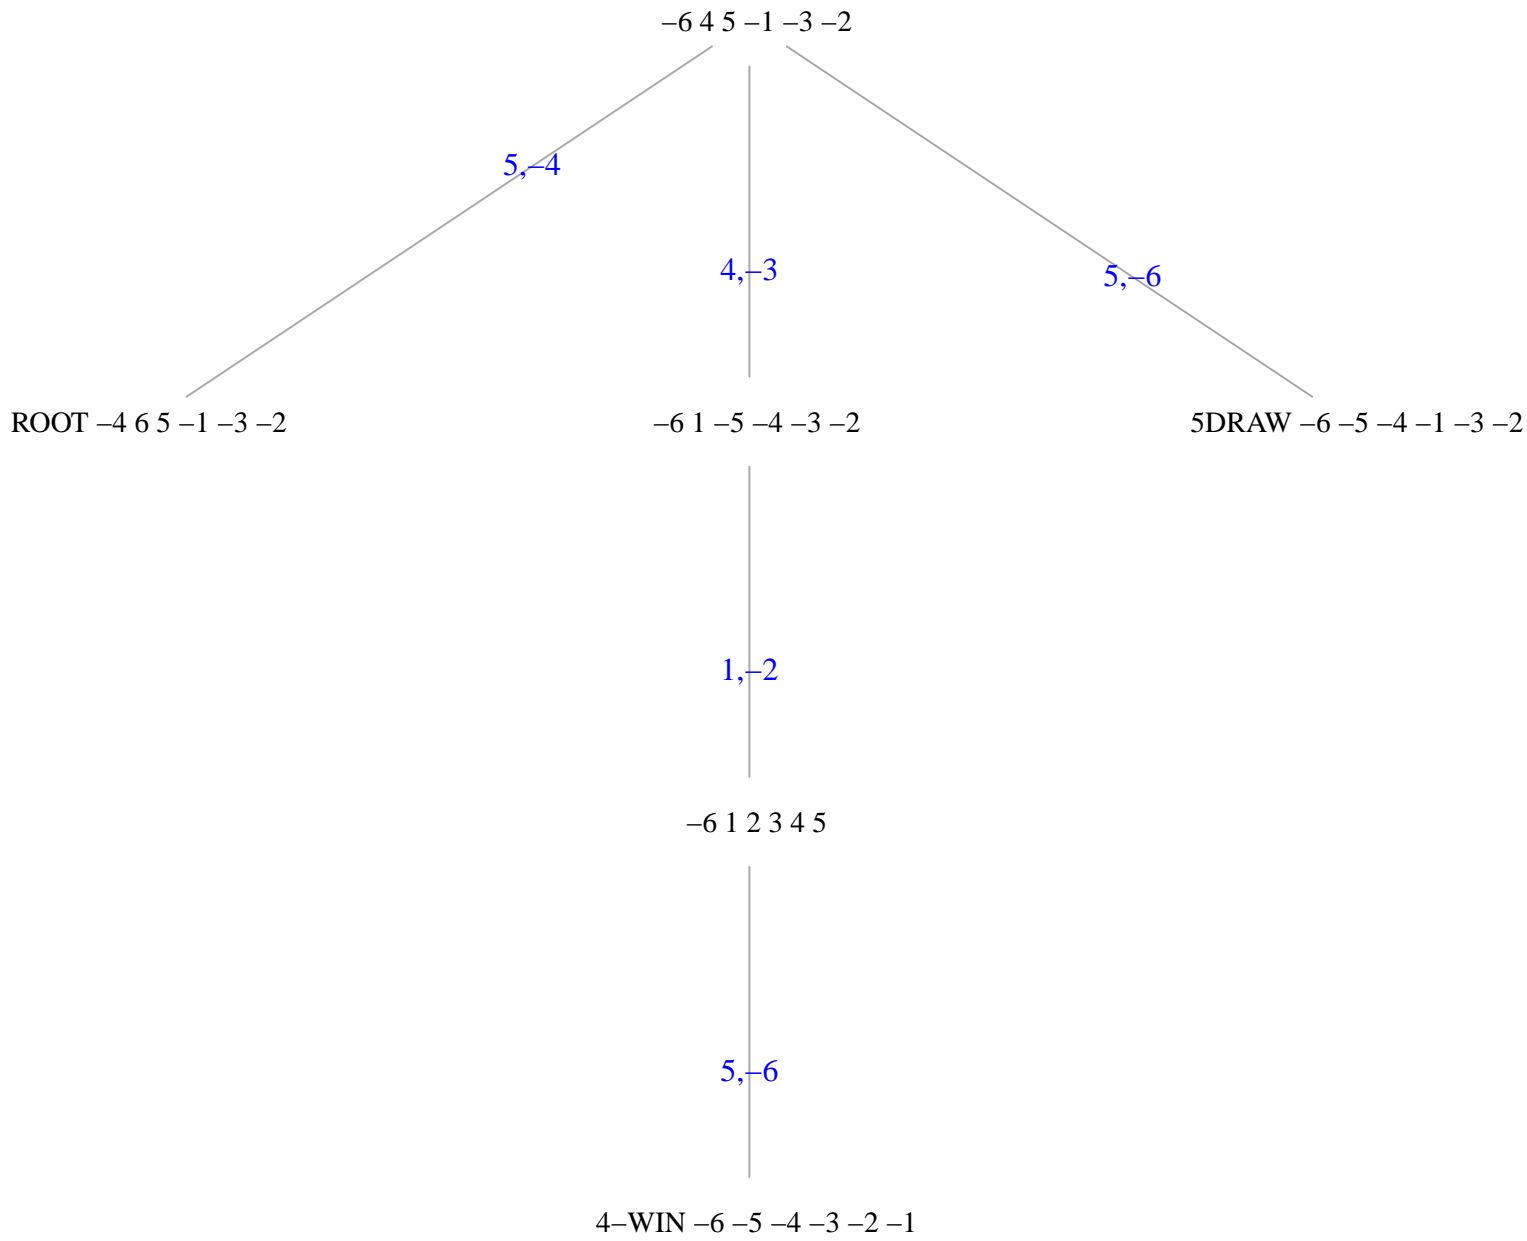 –6 4 5 –1 –3 –2
5,–4
4,–3
5,–6
ROOT –4 6 5 –1 –3 –2
–6 1 –5 –4 –3 –2
5DRAW –6 –5 –4 –1 –3 –2
1,–2
–6 1 2 3 4 5
5,–6
4–WIN –6 –5 –4 –3 –2 –1